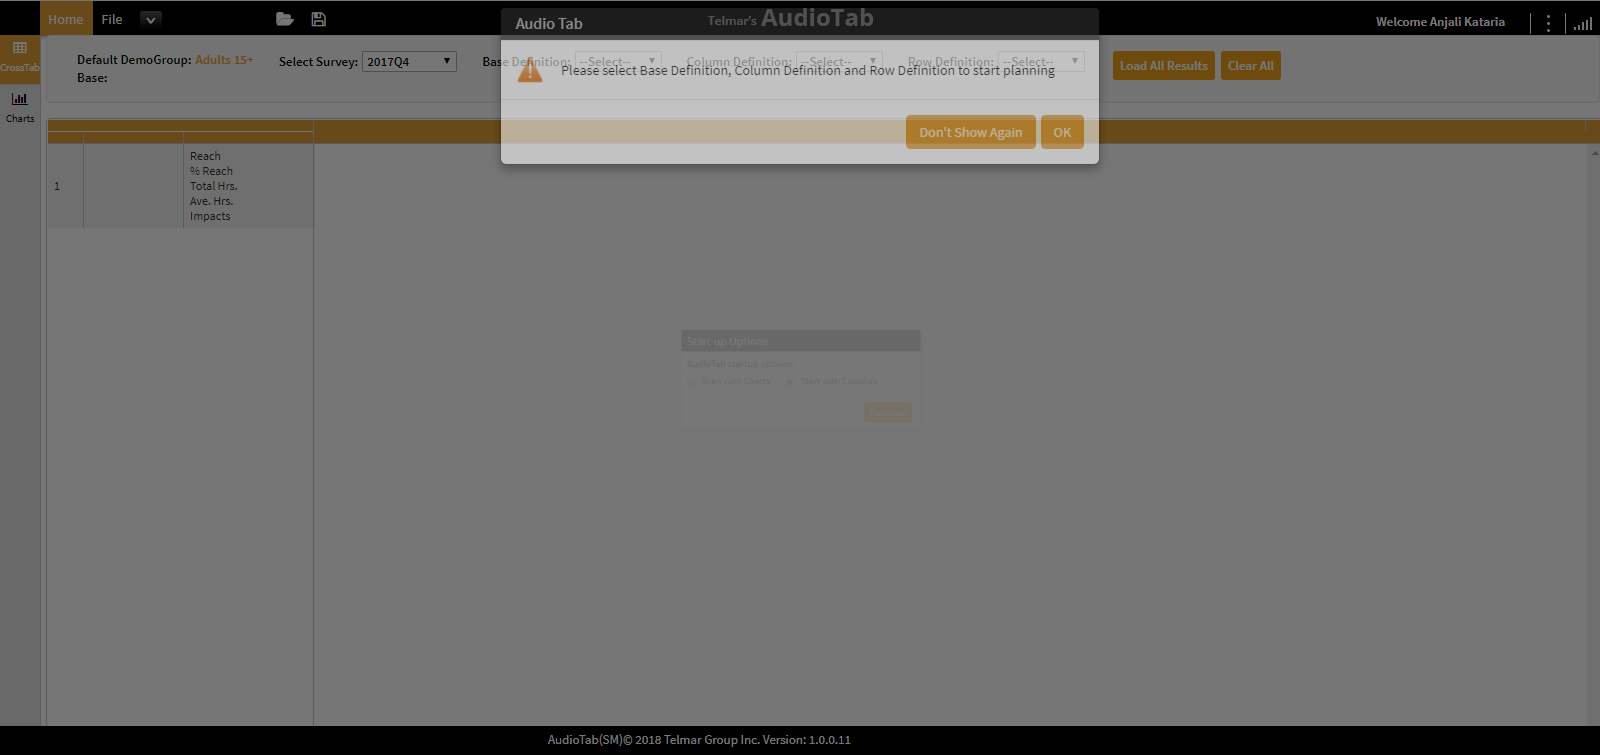 Home File
Audio Tab
Telmar's AudioTab
Welcome Anjali Kataria
CrossTab
Charts
Default DemoGroup: Adults 15+
Base:
Select Survey: 2017Q4
Base Definition: --Select--
Column Definition: --Select--
Row Definition: --Select--
Load All Results
Clear All
Please select Base Definition, Column Definition and Row Definition to start planning
Don't Show Again
OK
1
Reach
% Reach
Total Hrs.
Ave. Hrs.
Impacts
Start up Options
AudioTab startup options:
Start with Charts
Start with Crosstab
AudioTab(SM)© 2018 Telmar Group Inc. Version: 1.0.0.11